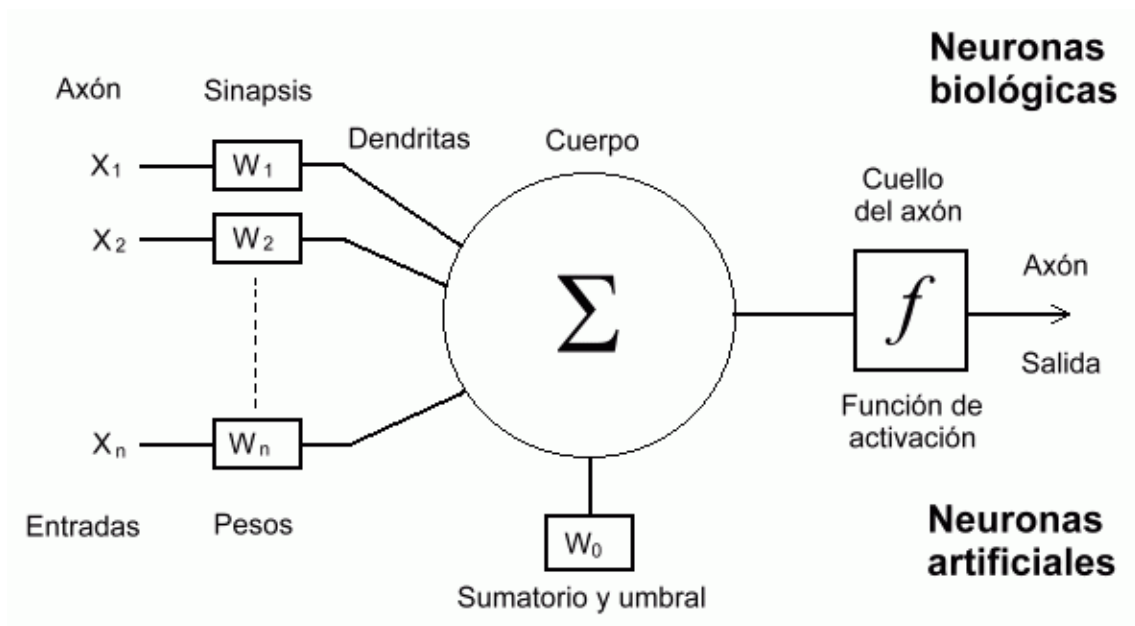 Neuronas
biológicas
Axón
Sinapsis
Dendritas
Cuerpo
Cuello
del axón
X₁
W₁
X₂
W₂
Σ
f
Axón
Salida
Función de
activación
Xₙ
Wₙ
Entradas
Pesos
W₀
Sumatorio y umbral
Neuronas
artificiales